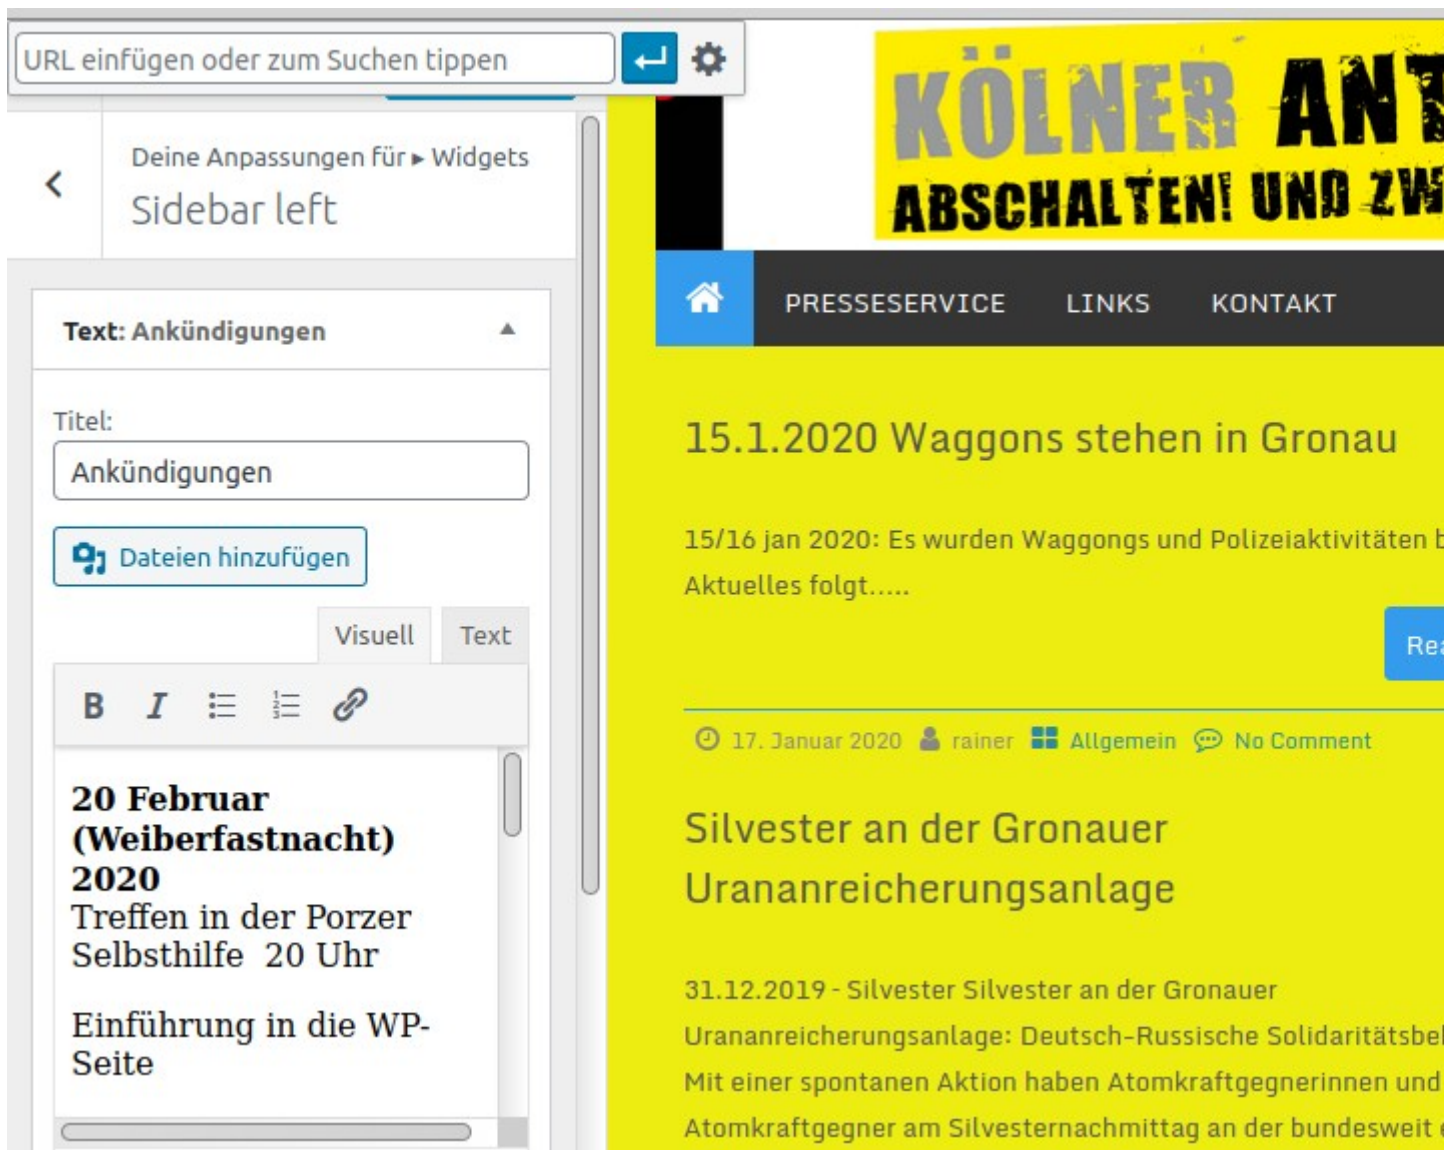 URL einfügen oder zum Suchen tippen
Deine Anpassungen für ▸ Widgets
Sidebar left
Text: Ankündigungen
Titel:
Ankündigungen
Dateien hinzufügen
Visuell Text
B I
20 Februar
(Weiberfastnacht)
2020
Treffen in der Porzer
Selbsthilfe 20 Uhr
Einführung in die WP-
Seite
KÖLNER
ABSCHALTEN! UND
PRESSESERVICE LINKS KONTAKT
15.1.2020 Waggons stehen in Gronau
15/16 jan 2020: Es wurden Waggongs und Polizeiaktivitäten
Aktuelles folgt.....
17. Januar 2020 rainer Allgemein No Comment
Silvester an der Gronauer
Urananreicherungsanlage
31.12.2019 - Silvester Silvester an der Gronauer
Urananreicherungsanlage: Deutsch-Russische
Mit einer spontanen Aktion haben Atomkraftgegnerinnen und
Atomkraftgegner am Silvesternachmittag an der bundesweit